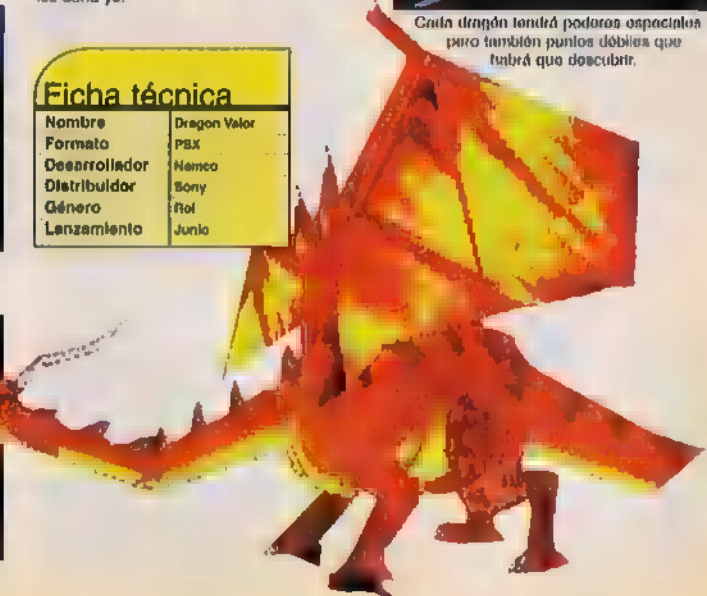 Cada dragón tendrá poderes especiales
pero también puntos débiles que
habrá que descubrir.
Ficha técnica
Nombre Dragon Valor
Formato PSX
Desarrollador Namco
Distribuidor Sony
Género Rol
Lanzamiento Junio